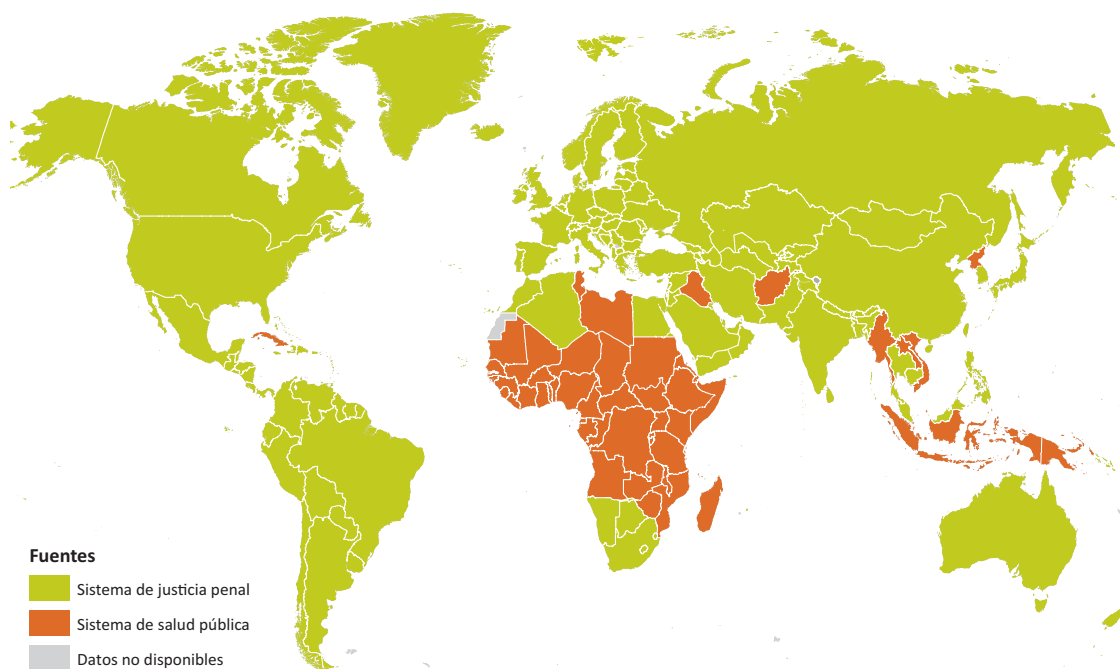 Fuentes
Sistema de justicia penal
Sistema de salud pública
Datos no disponibles